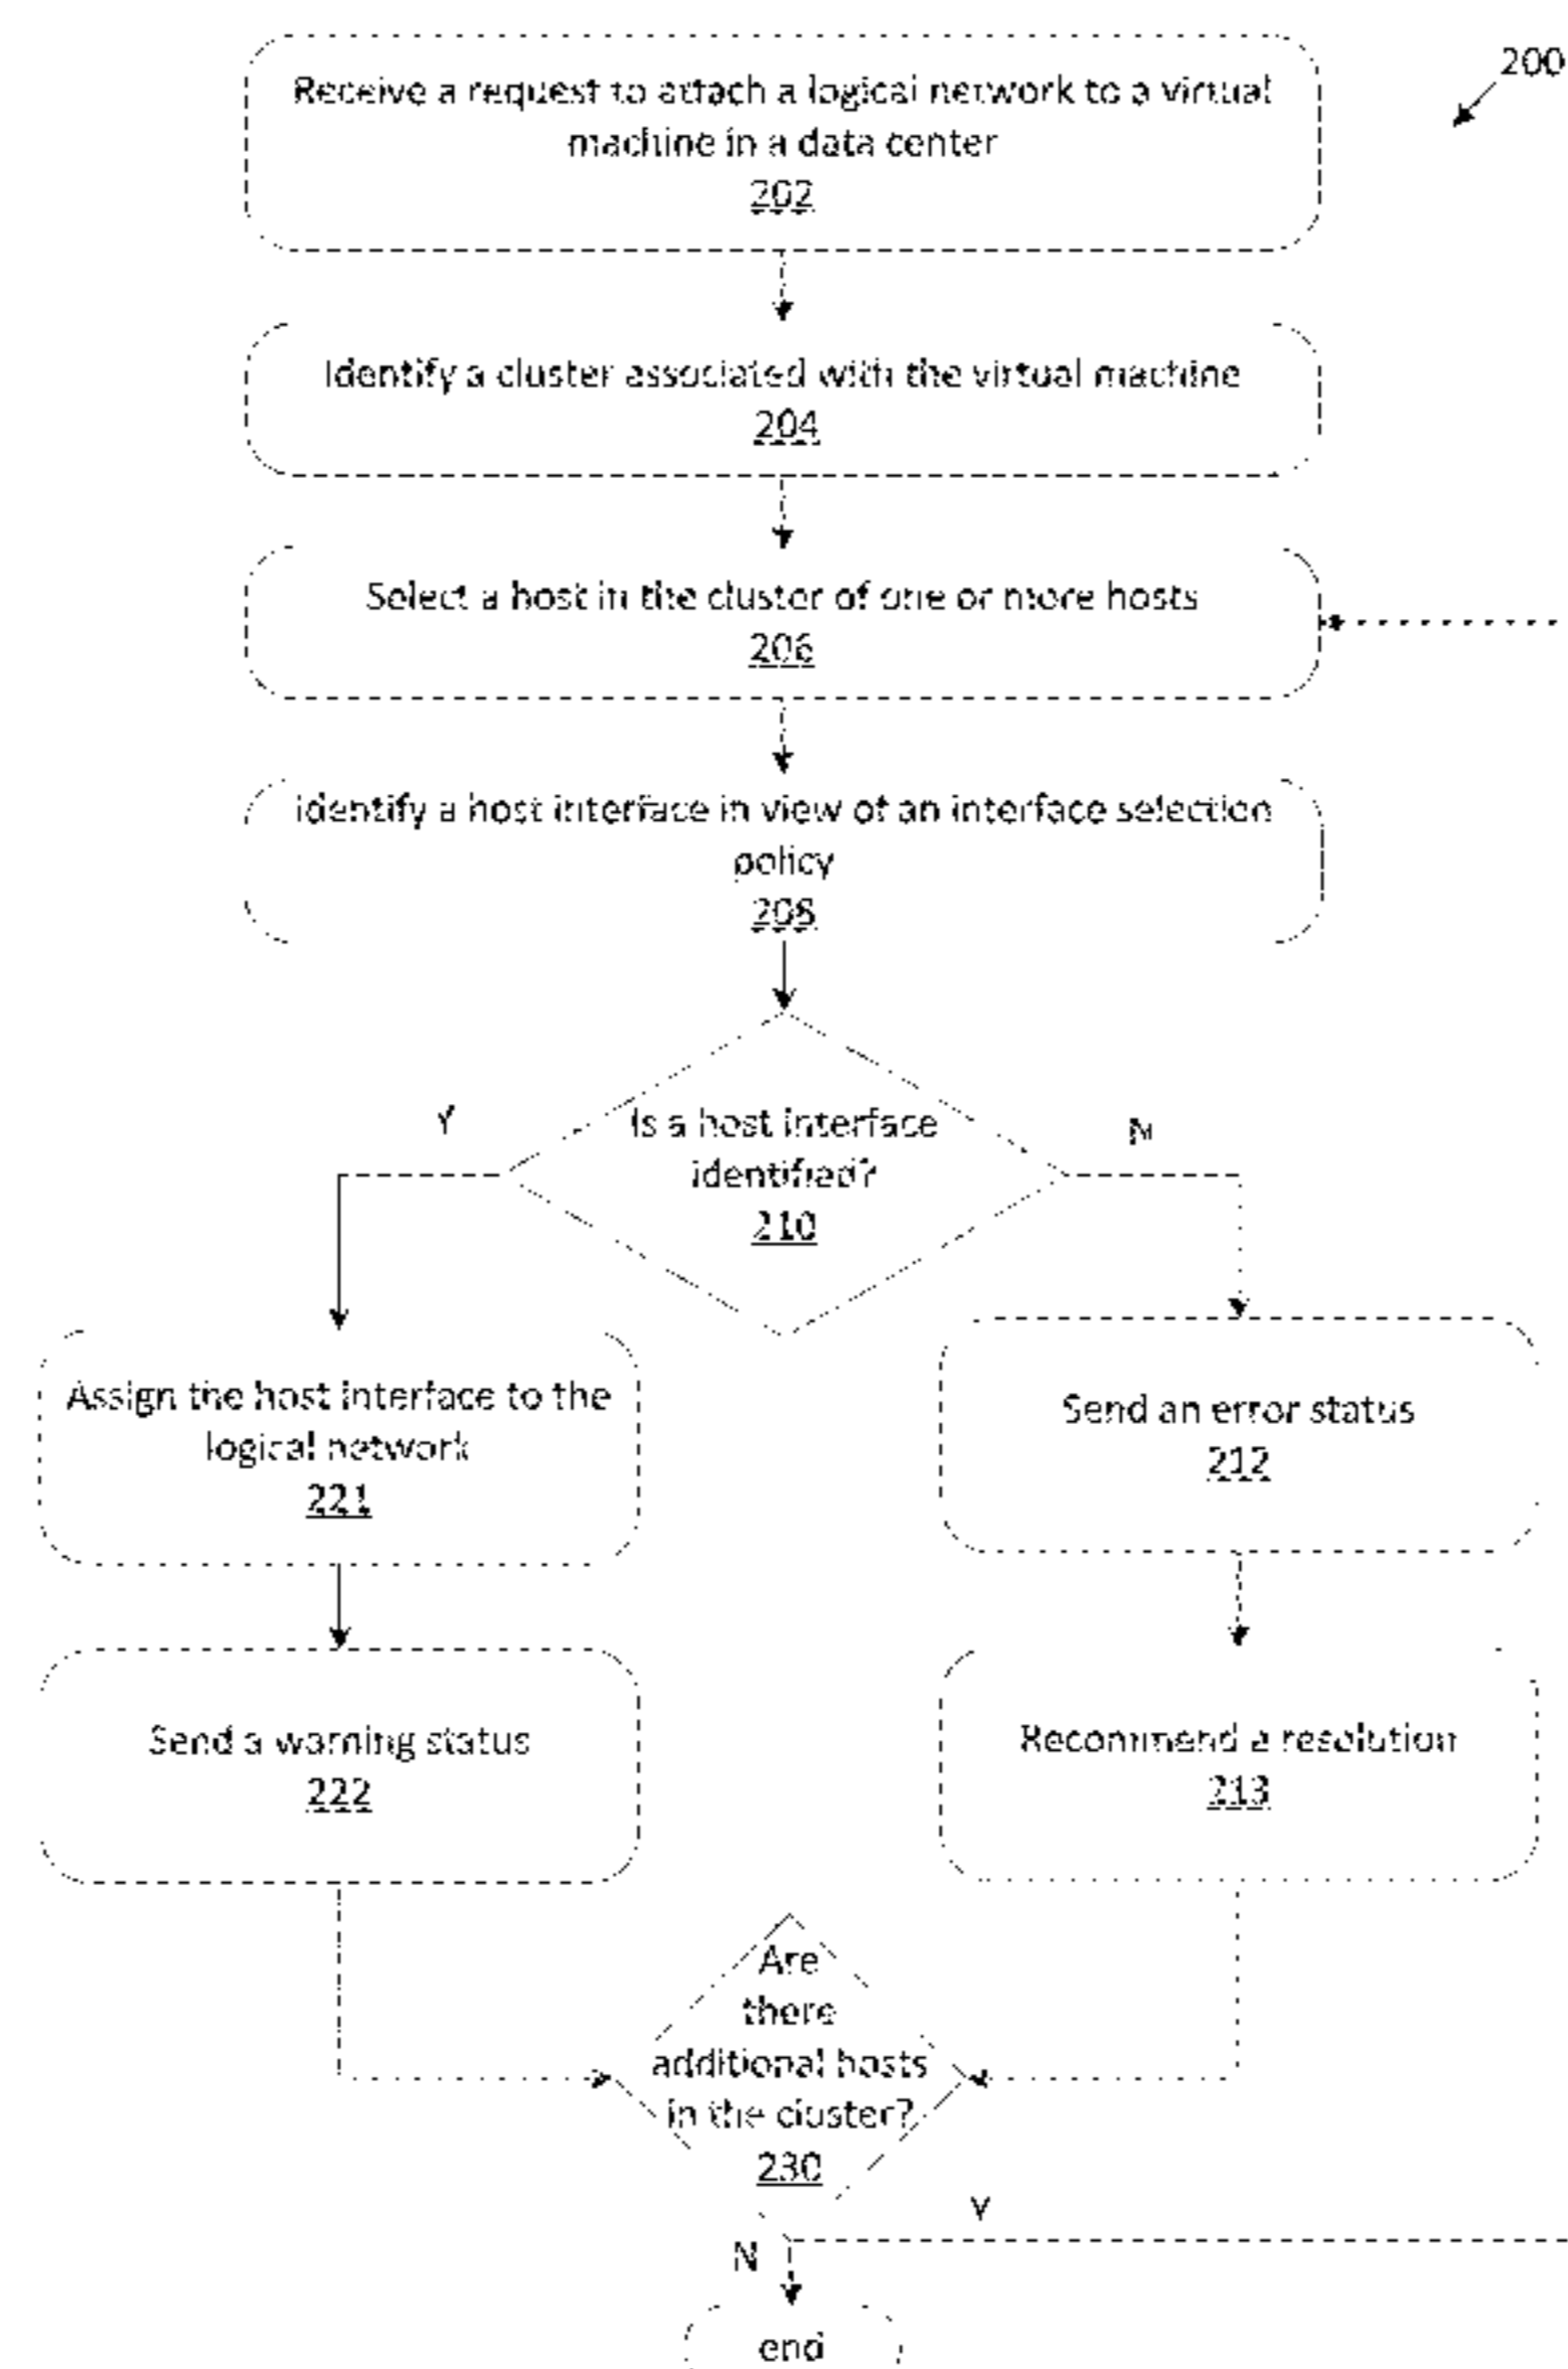 200
Receive a request to attach a logical network to a virtual
machine in a data center
202
Identify a cluster associated with the virtual machine
204
Select a host in the cluster of one or more hosts
206
Identify a host interface in view of an interface selection
policy
208
Is a host interface
identified?
210
Y
N
Assign the host interface to the
logical network
221
Send an error status
212
Send a warning status
222
Recommend a resolution
213
Are
there
additional hosts
in the cluster?
230
Y
N
end